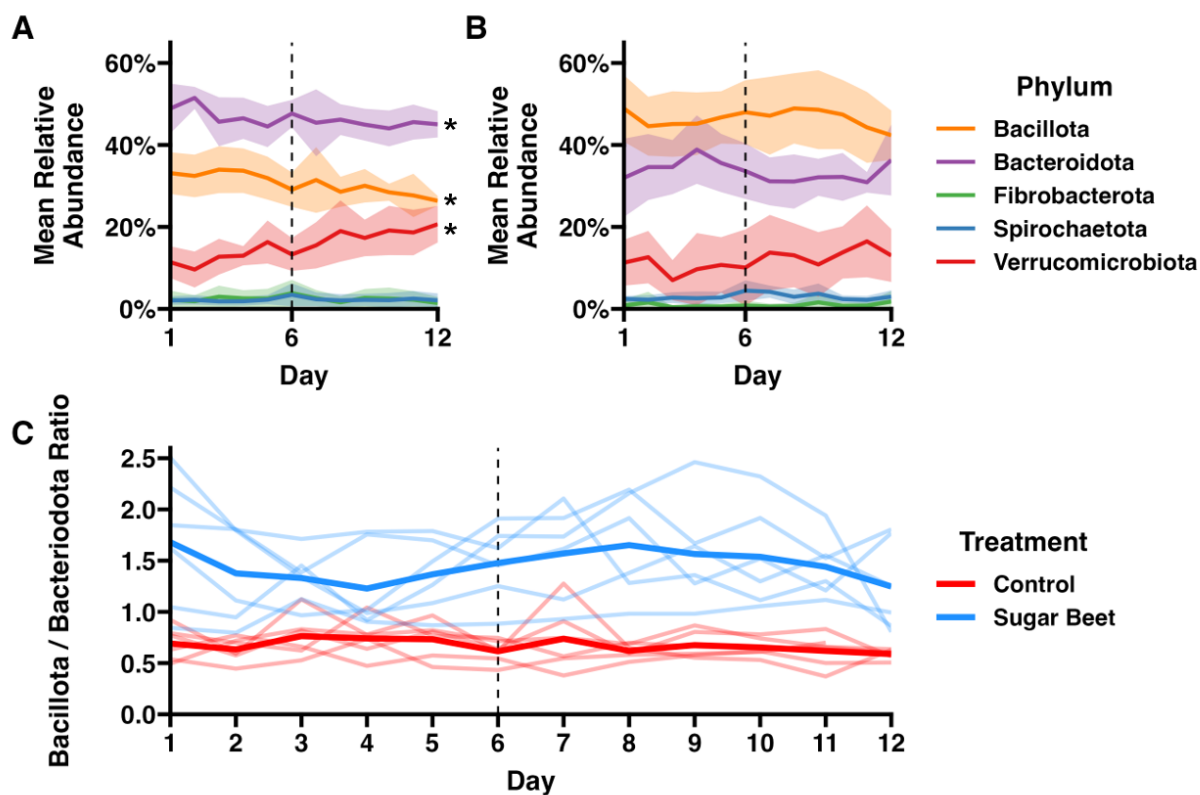 A
Mean Relative
Abundance
60%
40%
20%
0%
*
*
*
1
6
12
Day
B
Mean Relative
Abundance
60%
40%
20%
0%
1
6
12
Day
Phylum
Bacillota
Bacteroidota
Fibrobacterota
Spirochaetota
Verrucomicrobiota
C
Bacillota / Bacteriodota Ratio
2.5
2.0
1.5
1.0
0.5
0.0
1 2 3 4 5 6 7 8 9 10 11 12
Day
Treatment
Control
Sugar Beet